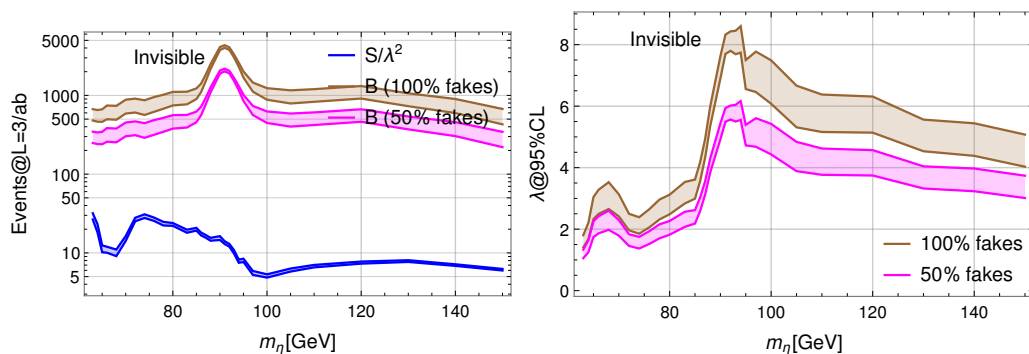 Invisible
S/λ²
B (100% fakes)
B (50% fakes)
Events@L=3/ab
5000
1000
500
100
50
10
5
80
100
120
140
mη[GeV]
Invisible
λ@95%CL
8
6
4
2
0
100% fakes
50% fakes
80
100
120
140
mη[GeV]